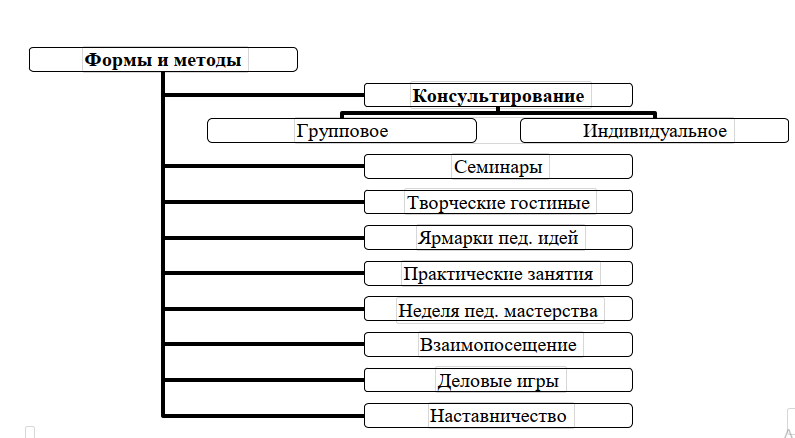 Формы и методы
Консультирование
Групповое
Индивидуальное
Семинары
Творческие гостиные
Ярмарки пед. идей
Практические занятия
Неделя пед. мастерства
Взаимопосещение
Деловые игры
Наставничество